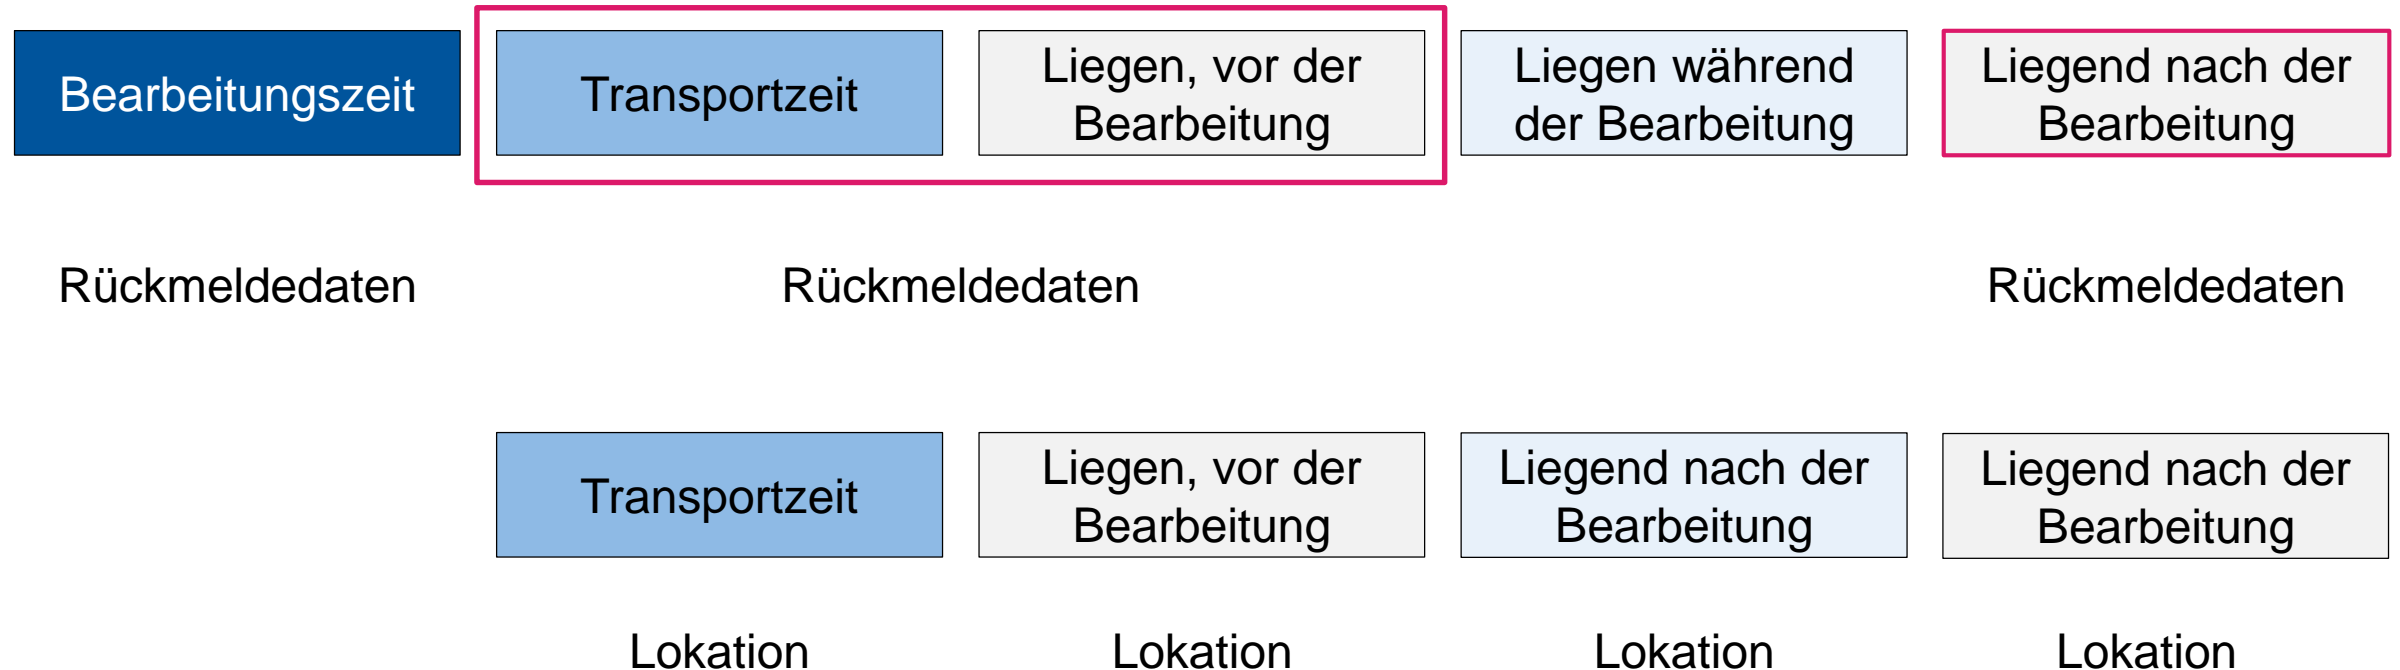 Bearbeitungszeit
Transportzeit
Liegen, vor der
Bearbeitung
Liegen während
der Bearbeitung
Liegend nach der
Bearbeitung
Rückmeldedaten
Rückmeldedaten
Rückmeldedaten
Transportzeit
Liegen, vor der
Bearbeitung
Liegend nach der
Bearbeitung
Liegend nach der
Bearbeitung
Lokation
Lokation
Lokation
Lokation